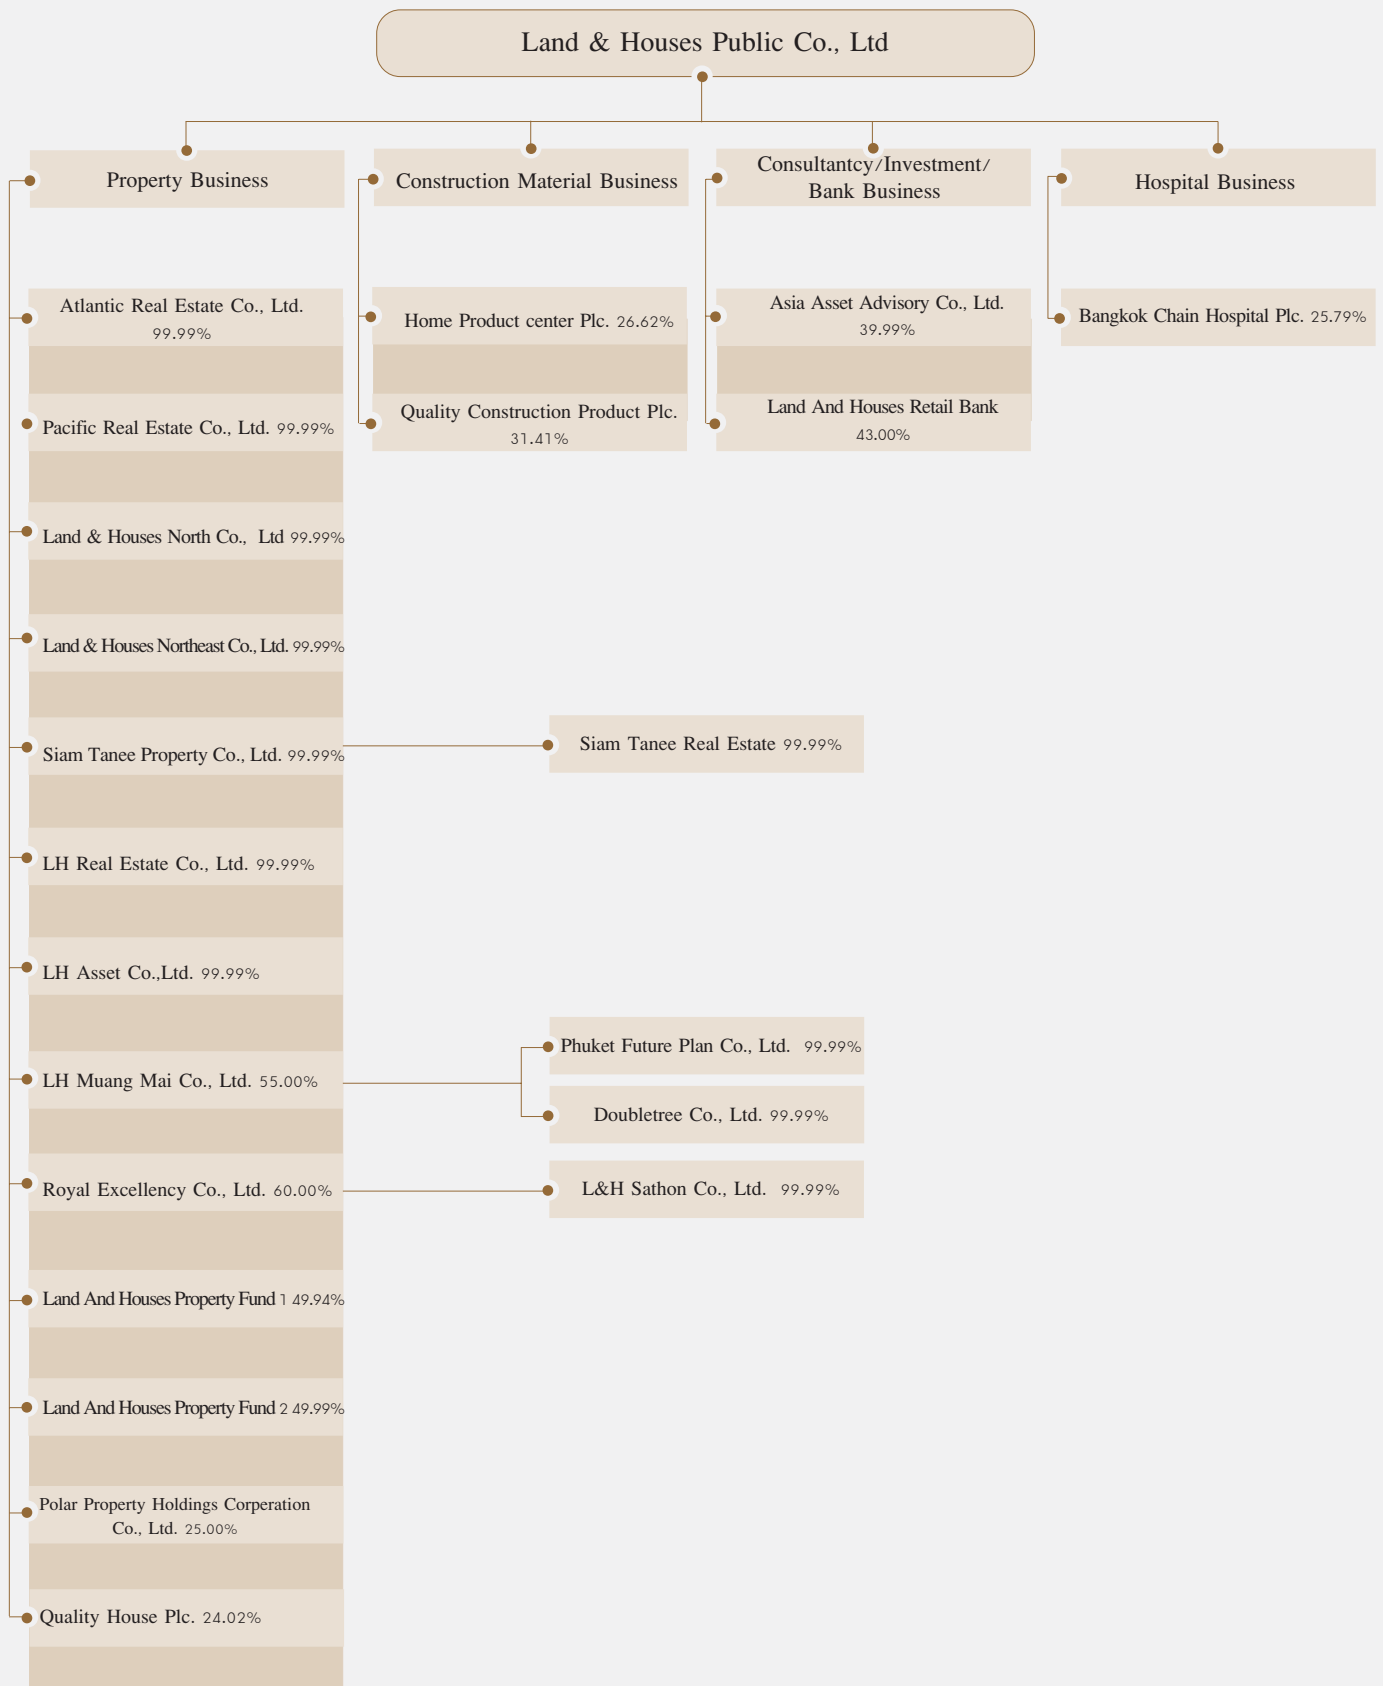 Land & Houses Public Co., Ltd
Property Business
Construction Material Business
Consultantcy/Investment/
Bank Business
Hospital Business
Atlantic Real Estate Co., Ltd.
99.99%
Home Product center Plc. 26.62%
Asia Asset Advisory Co., Ltd.
39.99%
Bangkok Chain Hospital Plc. 25.79%
Pacific Real Estate Co., Ltd. 99.99%
Quality Construction Product Plc.
31.41%
Land And Houses Retail Bank
43.00%
Land & Houses North Co., Ltd 99.99%
Land & Houses Northeast Co., Ltd. 99.99%
Siam Tanee Property Co., Ltd. 99.99%
Siam Tanee Real Estate 99.99%
LH Real Estate Co., Ltd. 99.99%
LH Asset Co.,Ltd. 99.99%
LH Muang Mai Co., Ltd. 55.00%
Phuket Future Plan Co., Ltd. 99.99%
Doubletree Co., Ltd. 99.99%
Royal Excellency Co., Ltd. 60.00%
L&H Sathon Co., Ltd. 99.99%
Land And Houses Property Fund 1 49.94%
Land And Houses Property Fund 2 49.99%
Polar Property Holdings Corperation
Co., Ltd. 25.00%
Quality House Plc. 24.02%